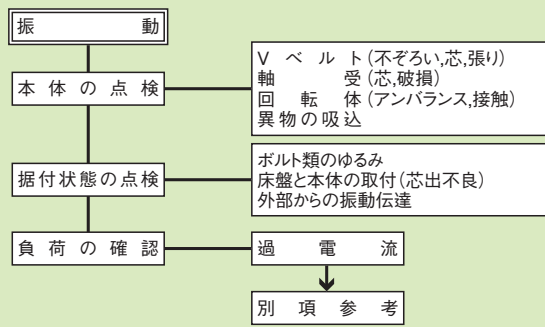 振動
本体の点検
Vベルト(不ぞろい,芯,張り)
軸受(芯,破損)
回転体(アンバランス,接触)
異物の吸込
据付状態の点検
ボルト類のゆるみ
床盤と本体の取付(芯出不良)
外部からの振動伝達
負荷の確認
過電流
別項参考